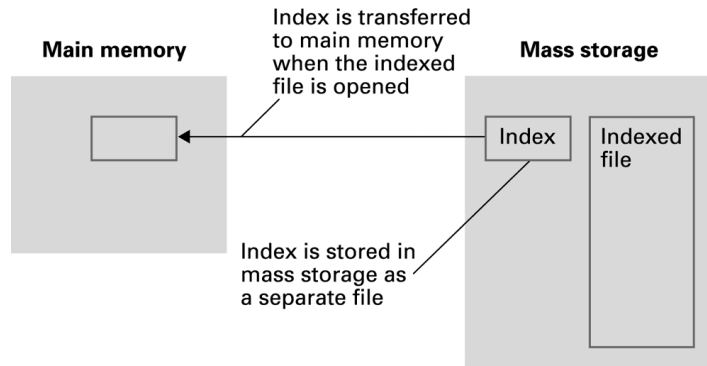 Index is transferred
to main memory
when the indexed
file is opened
Main memory
Mass storage
Index
Indexed
file
Index is stored in
mass storage as
a separate file